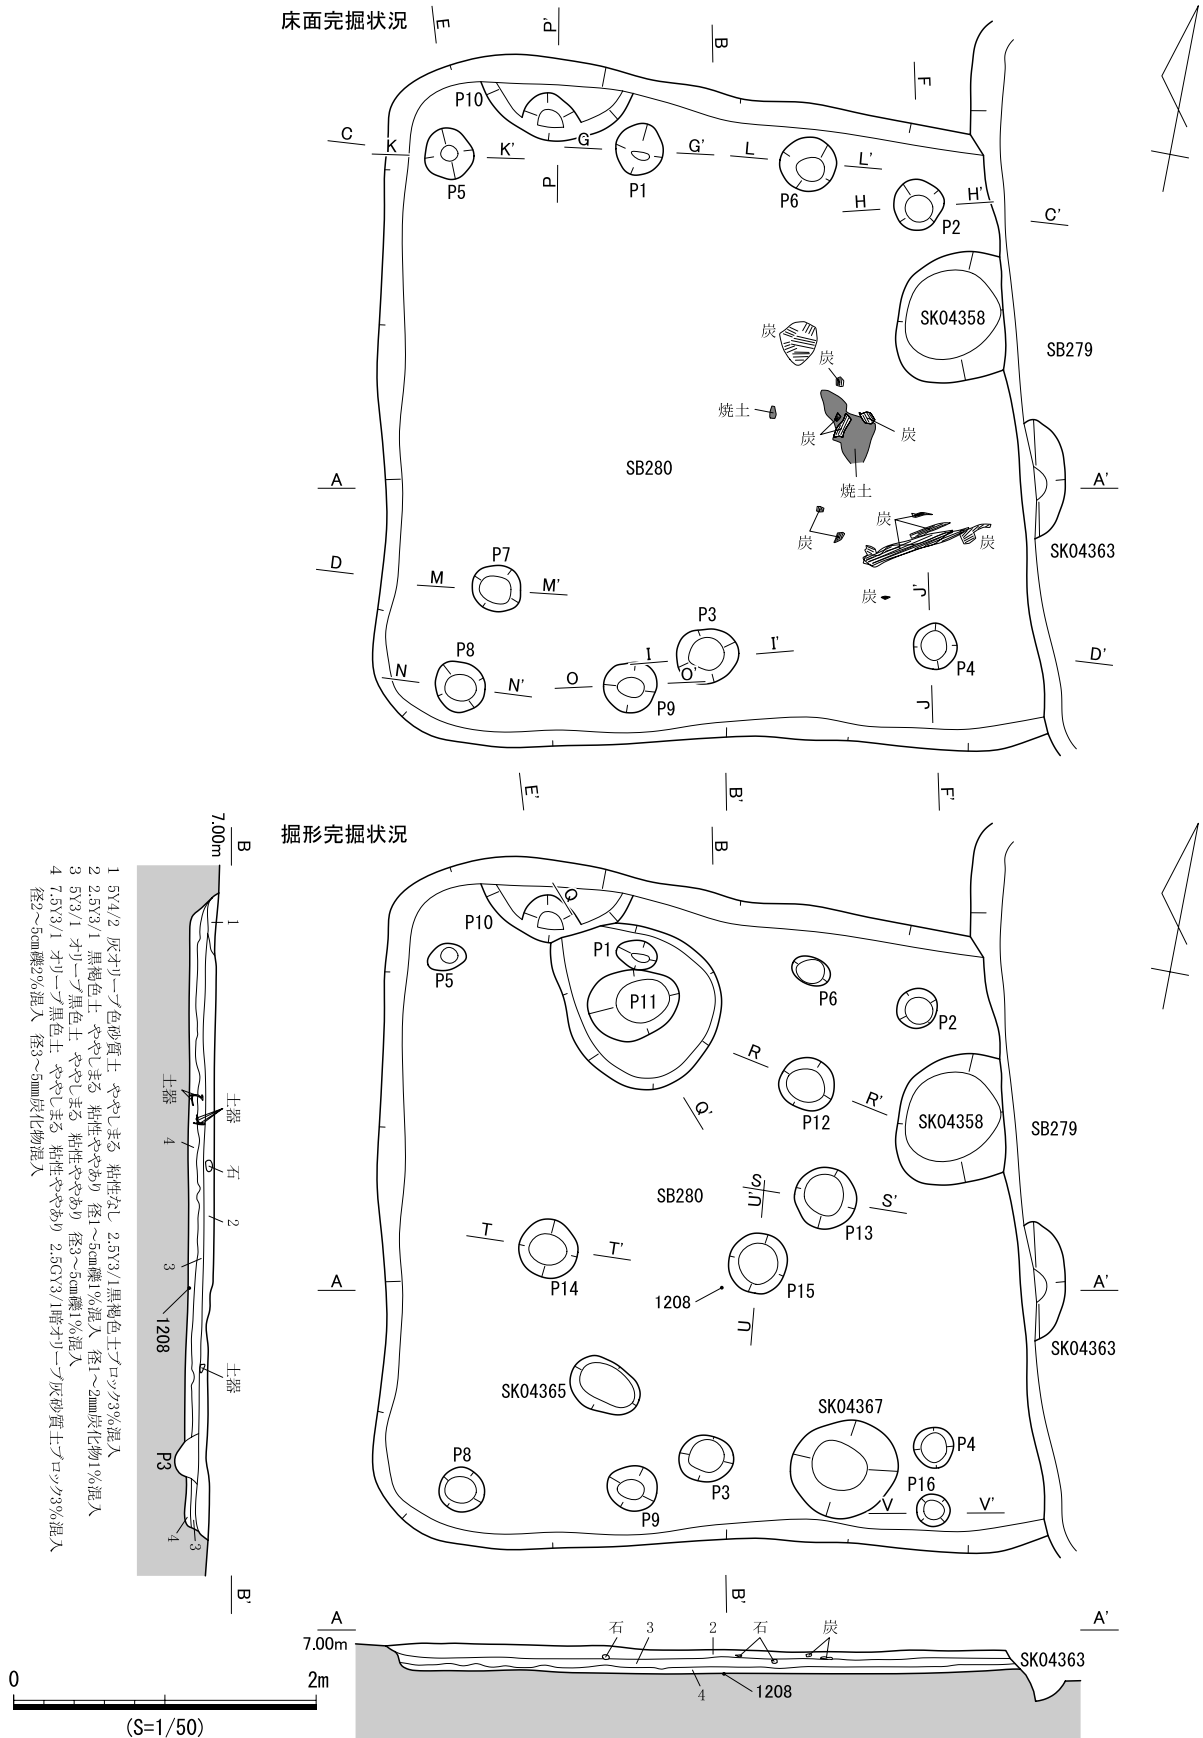 床面完掘状況
E
P'
B
F
P10
C
K
K'
G
G'
L
L'
P5
P
P1
P6
H
H'
P2
C'
SK04358
炭
炭
SB279
焼土
炭
炭
SB280
A
焼土
A'
炭
炭
炭
SK04363
D
P7
M
M'
炭
J'
P3
P8
I
I'
N
N'
O
O'
P9
P4
D'
J
E'
B'
F'
掘形完掘状況
B
Q
P10
P1
P5
P11
P6
P2
R
R'
Q'
P12
SK04358
SB279
S
U'
S'
SB280
P13
T
T'
P14
P15
A
1208
A'
U
SK04363
SK04365
SK04367
P8
P3
P4
P16
P9
V
V'
B'
B
7.00m
1
土器
土器
4
石
2
3
1208
土器
P3
3
4
B'
1 5Y4/2 灰オリーブ色砂質土 ややしまる 粘性なし 2.5Y3/1黒褐色土ブロック3%混入
2 2.5Y3/1 黒褐色土 ややしまる 粘性ややあり 径1～5cm礫1%混入 径1～2mm炭化物1%混入
3 5Y3/1 オリーブ黒色土 ややしまる 粘性ややあり 径3～5cm礫1%混入
4 7.5Y3/1 オリーブ黒色土 ややしまる 粘性ややあり 2.5GY3/1暗オリーブ灰砂質土ブロック3%混入
径2～5cm礫2%混入 径3～5mm炭化物混入
A
A'
7.00m
石
3
2
石
炭
SK04363
4
1208
0
2m
(S=1/50)